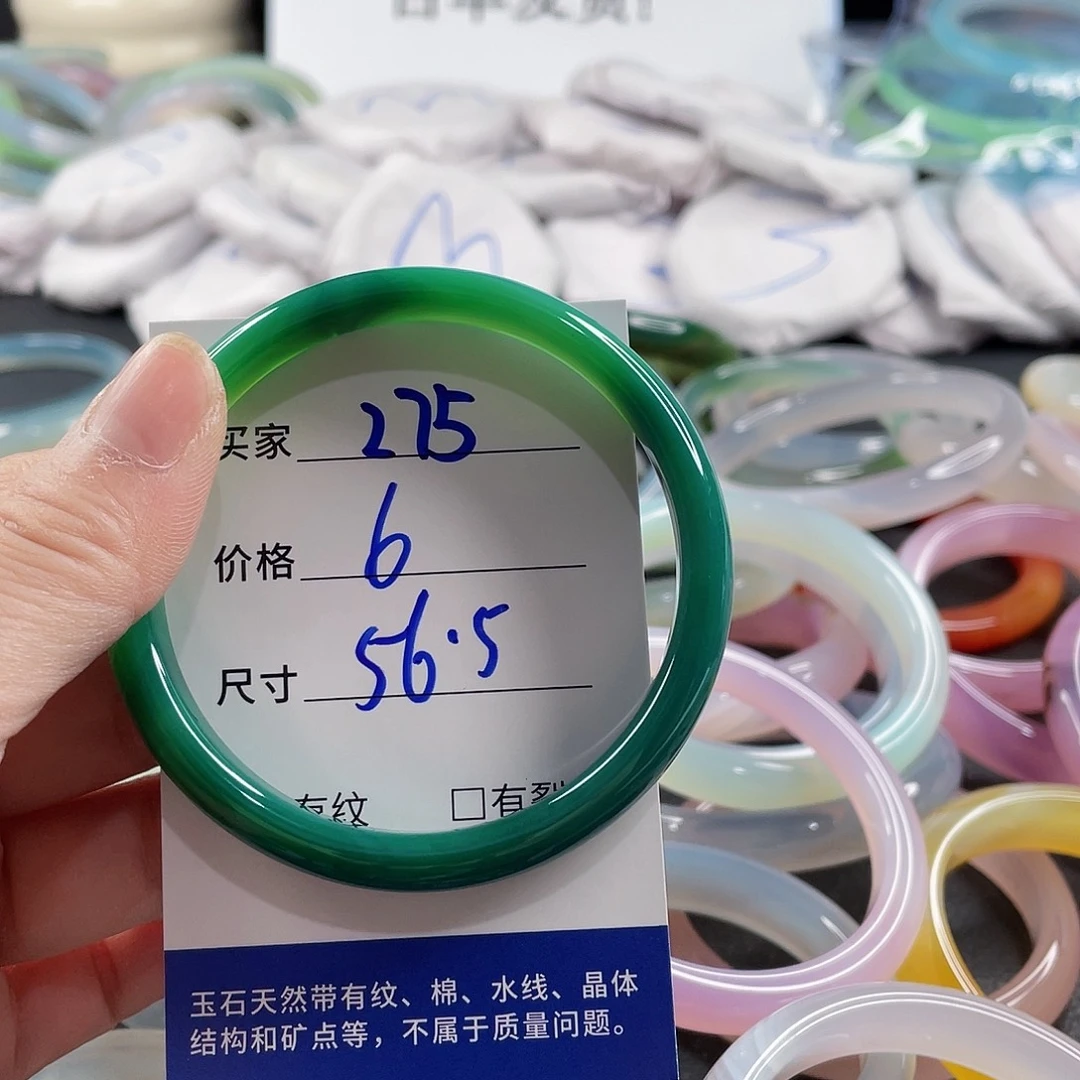 买家 275
价格 6
尺寸 56.5
有纹 □有裂
玉石天然带有纹、棉、水线、晶体
结构和矿点等，不属于质量问题。